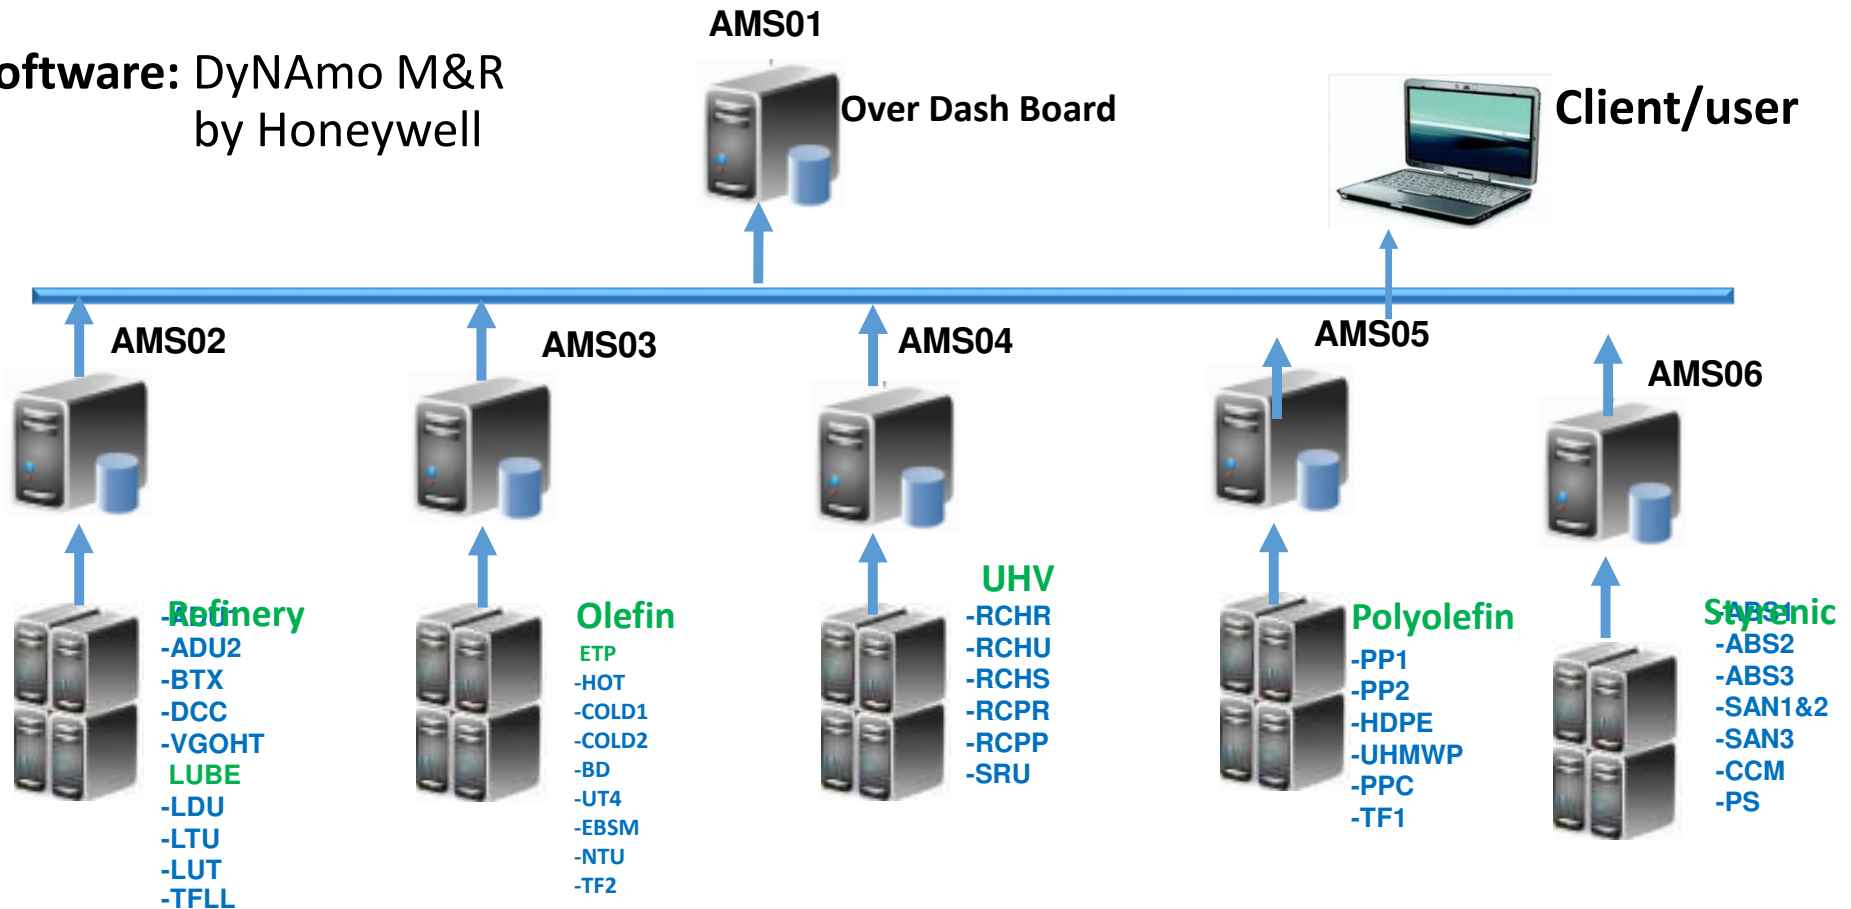 AMS01
oftware: DyNAmo M&R
by Honeywell
Over Dash Board
Client/user
AMS02
AMS03
AMS04
AMS05
AMS06
Refinery
-ADU1
-ADU2
-BTX
-DCC
-VGOHT
LUBE
-LDU
-LTU
-LUT
-TFLL
Olefin
ETP
-HOT
-COLD1
-COLD2
-BD
-UT4
-EBSM
-NTU
-TF2
UHV
-RCHR
-RCHU
-RCHS
-RCPR
-RCPP
-SRU
Polyolefin
-PP1
-PP2
-HDPE
-UHMWP
-PPC
-TF1
Styrenic
-ABS1
-ABS2
-ABS3
-SAN1&2
-SAN3
-CCM
-PS